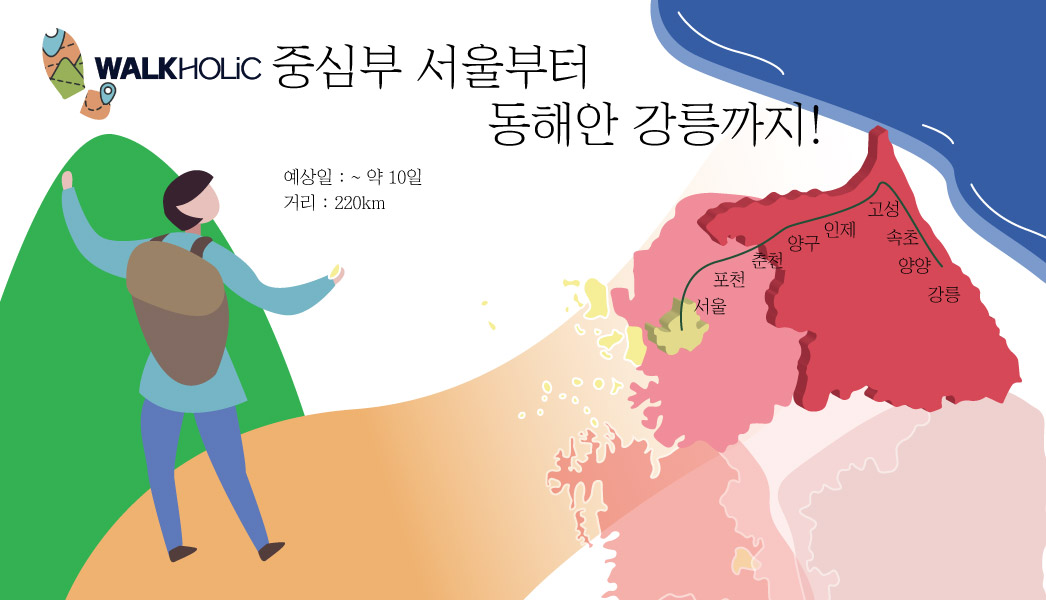 WALKHOLiC 중심부 서울부터
동해안 강릉까지!
예상일 : ~ 약 10일
거리 : 220km
고성
인제
속초
양구
춘천
양양
포천
강릉
서울